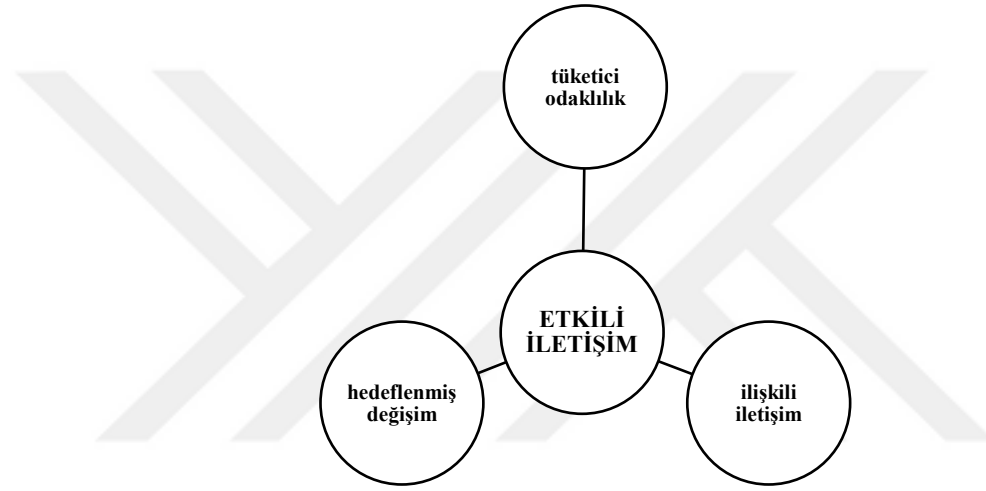 tüketici
odaklılık
ETKİLİ
İLETİŞİM
hedeflenmiş
değişim
ilişkili
iletişim